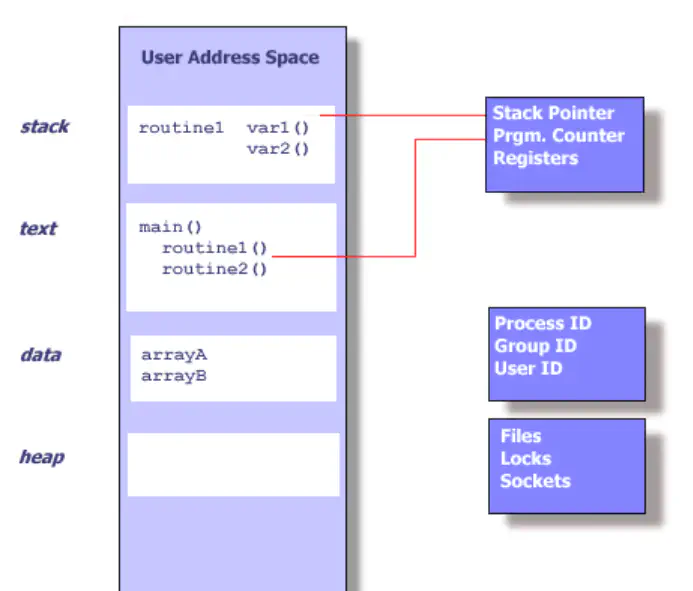 User Address Space
stack
routine1 var1()
var2()
text
main()
routine1()
routine2()
data
arrayA
arrayB
heap
Stack Pointer
Prgm. Counter
Registers
Process ID
Group ID
User ID
Files
Locks
Sockets